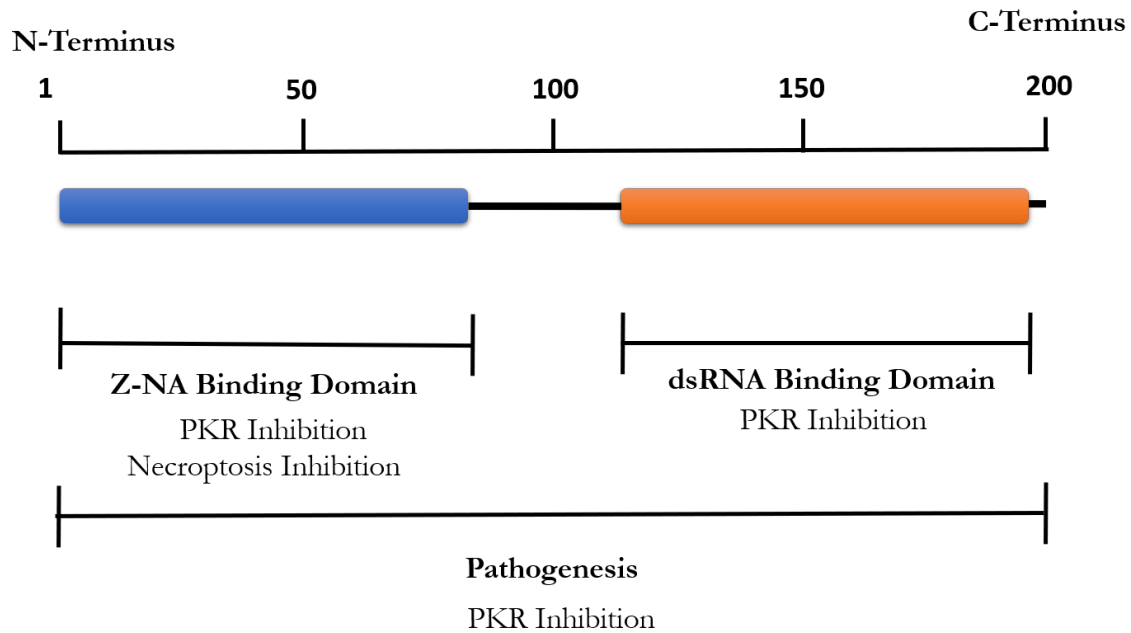 N-Terminus
C-Terminus
1
50
100
150
200
Z-NA Binding Domain
PKR Inhibition
Necroptosis Inhibition
dsRNA Binding Domain
PKR Inhibition
Pathogenesis
PKR Inhibition